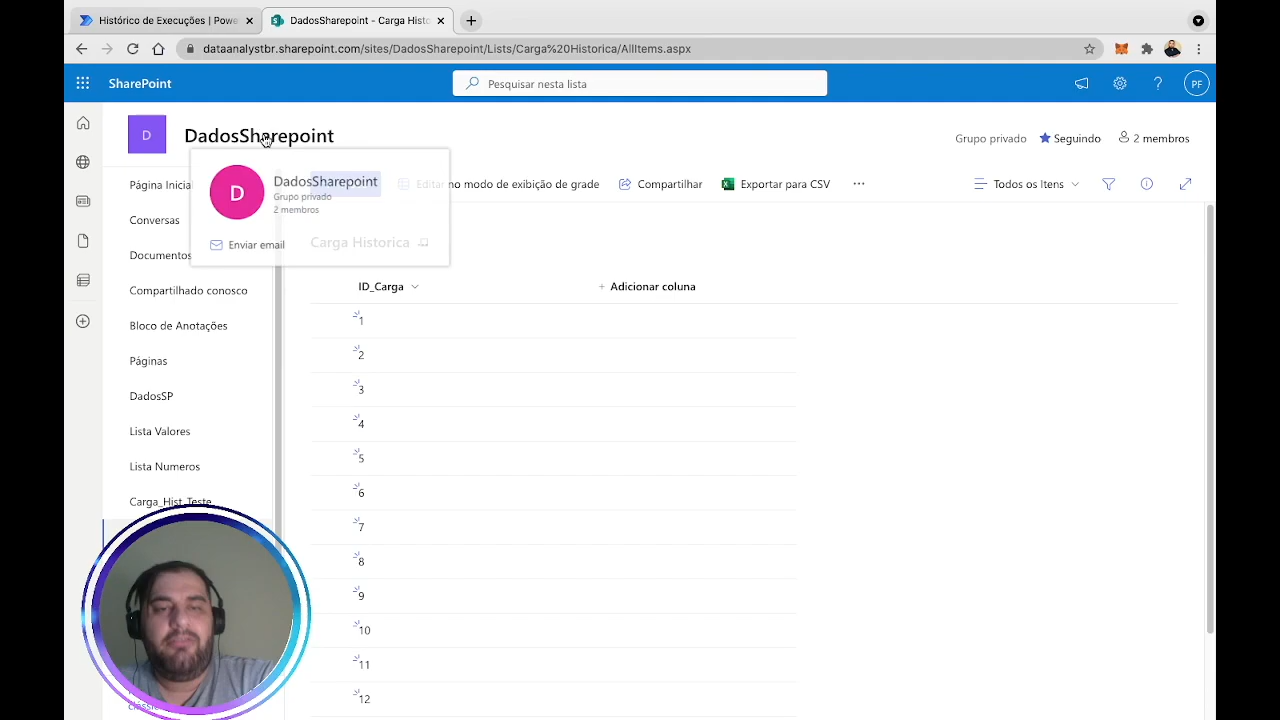 Histórico de Execuções | Powe
DadosSharepoint - Carga Histo
dataanalystbr.sharepoint.com/sites/DadosSharepoint/Lists/Carga%20Historica/AllItems.aspx
SharePoint
Pesquisar nesta lista
PF
D
DadosSharepoint
Grupo privado
Seguindo
2 membros
D
DadosSharepoint
Grupo privado
2 membros
Enviar email
Editar no modo de exibição de grade
Compartilhar
Exportar para CSV
Todos os Itens
Carga Historica
Página Inicial
Conversas
Documentos
Compartilhado conosco
Bloco de Anotações
Páginas
DadosSP
Lista Valores
Lista Numeros
Carga_Hist_Teste
ID_Carga
Adicionar coluna
1
2
3
4
5
6
7
8
9
10
11
12